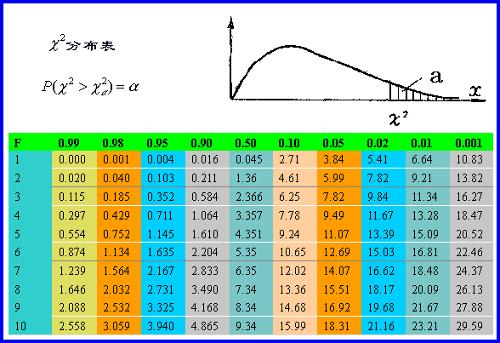 χ²分布表
P(χ² > χ²α) = α
a
x
χ²
F 0.99 0.98 0.95 0.90 0.50 0.10 0.05 0.02 0.01 0.001
1 0.000 0.001 0.004 0.016 0.045 2.71 3.84 5.41 6.64 10.83
2 0.020 0.040 0.103 0.211 1.36 4.61 5.99 7.82 9.21 13.82
3 0.115 0.185 0.352 0.584 2.366 6.25 7.82 9.84 11.34 16.27
4 0.297 0.429 0.711 1.064 3.357 7.78 9.49 11.67 13.28 18.47
5 0.554 0.752 1.145 1.610 4.351 9.24 11.07 13.39 15.09 20.52
6 0.874 1.134 1.635 2.204 5.35 10.65 12.69 15.03 16.81 22.46
7 1.239 1.564 2.167 2.833 6.35 12.02 14.07 16.62 18.48 24.37
8 1.646 2.032 2.731 3.490 7.34 13.36 15.51 18.17 20.09 26.13
9 2.088 2.532 3.325 4.168 8.34 14.68 16.92 19.68 21.67 27.88
10 2.558 3.059 3.940 4.865 9.34 15.99 18.31 21.16 23.21 29.59